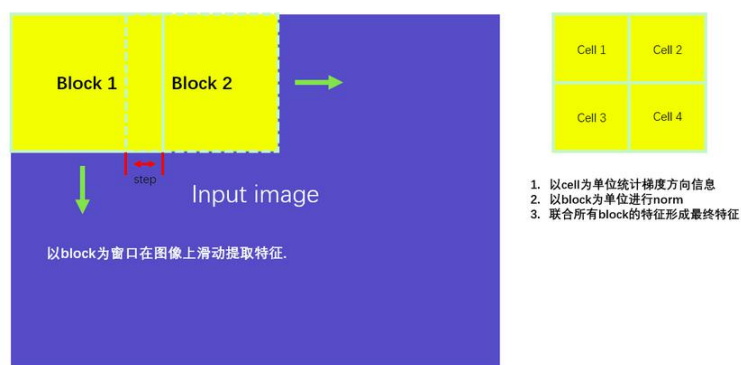 Block 1
Block 2
step
Input image
以block为窗口在图像上滑动提取特征.
Cell 1
Cell 2
Cell 3
Cell 4
1. 以cell为单位统计梯度方向信息
2. 以block为单位进行norm
3. 联合所有block的特征形成最终特征